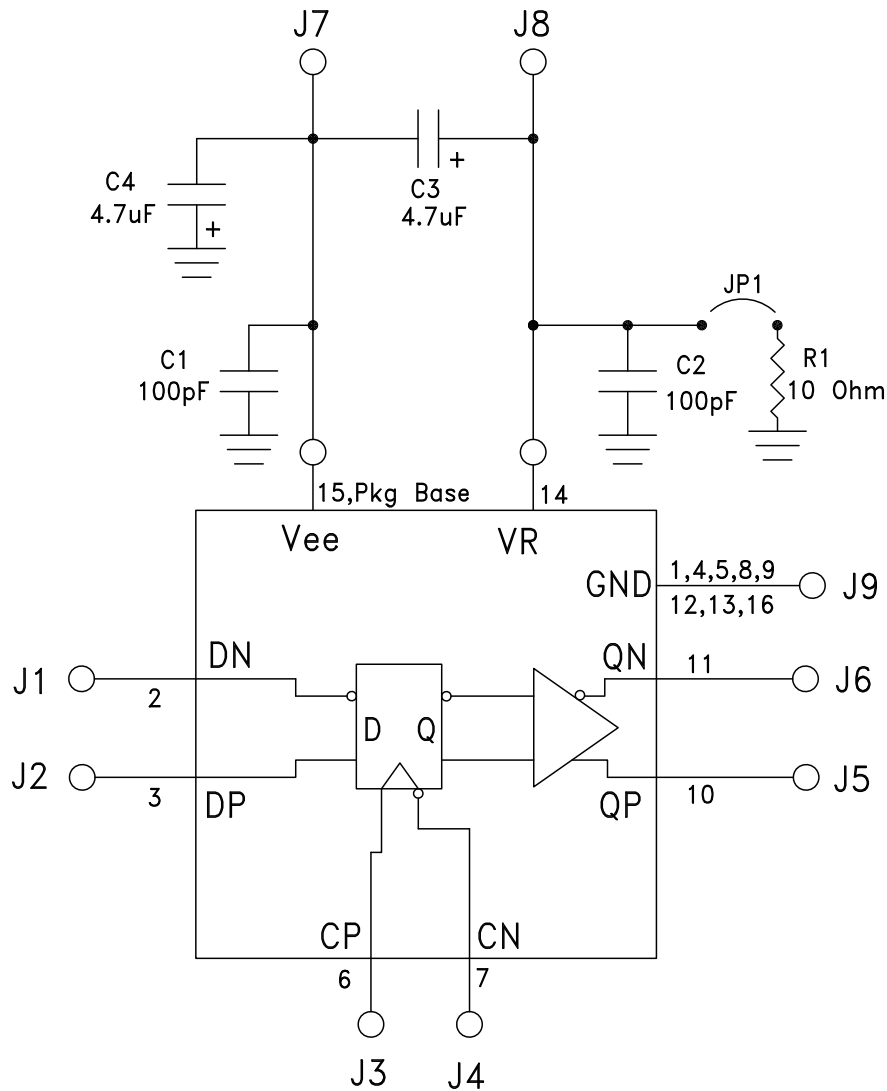 J7
J8
C4
4.7uF
+
C3
+
4.7uF
JP1
C1
100pF
C2
100pF
R1
10 Ohm
15,Pkg Base
14
Vee
VR
GND
1,4,5,8,9
12,13,16
J9
J1
2
DN
QN
11
J6
D
Q
J2
3
DP
QP
10
J5
CP
CN
6
7
J3
J4